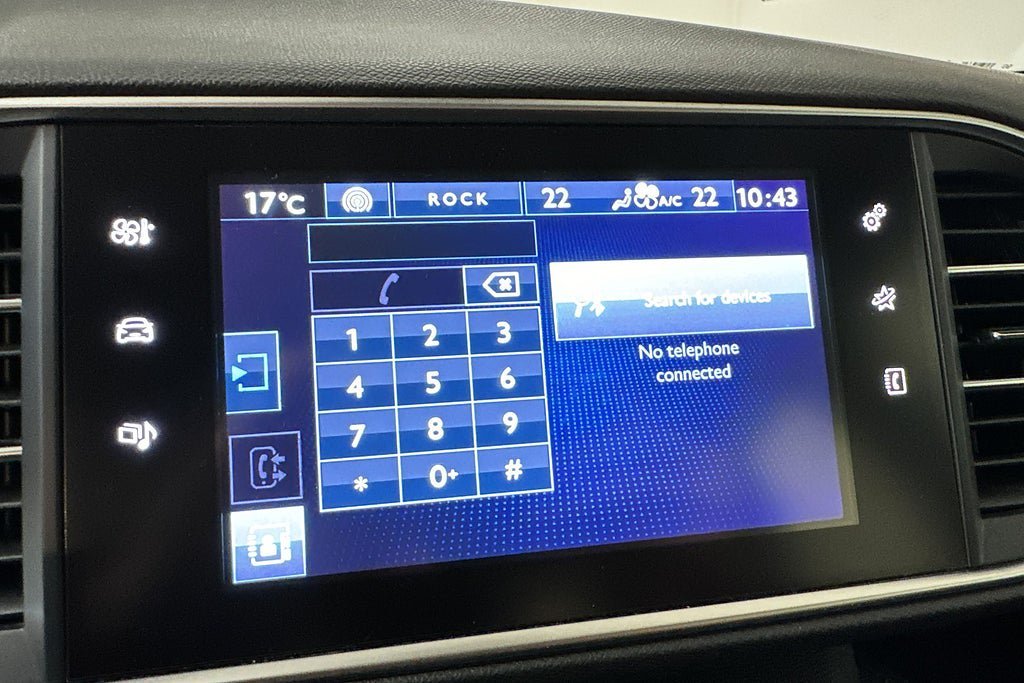 17°C ROCK 22 A/C 22 10:43
Search for devices
No telephone
connected
1 2 3
4 5 6
7 8 9
* 0+ #